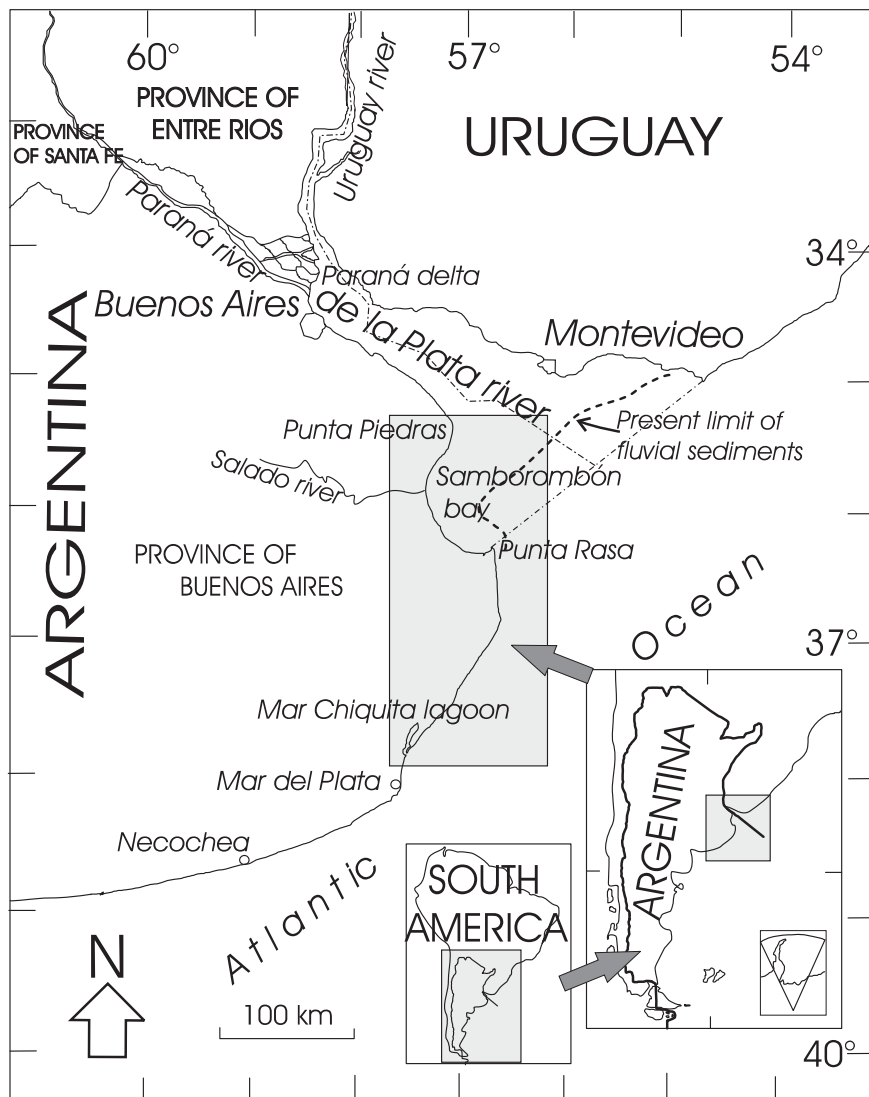 60°
57°
54°
PROVINCE OF
ENTRE RIOS
PROVINCE
OF SANTA FE
Uruguay river
URUGUAY
Paraná river
34°
Paraná delta
Buenos Aires
de la Plata river
Montevideo
ARGENTINA
Present limit of
fluvial sediments
Punta Piedras
Salado river
Samborombón
bay
Punta Rasa
PROVINCE OF
BUENOS AIRES
Ocean
37°
Mar Chiquita lagoon
Mar del Plata
Necochea
Atlantic
ARGENTINA
SOUTH
AMERICA
N
100 km
40°